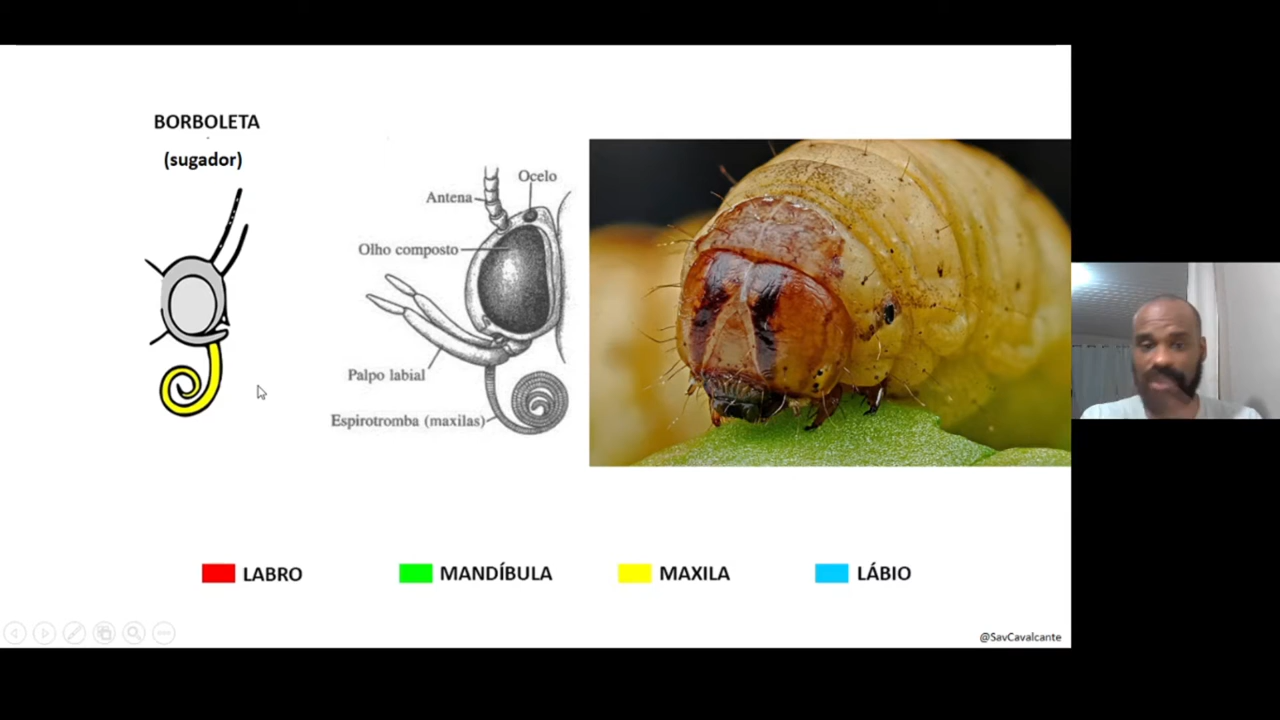 BORBOLETA
(sugador)
Ocelo
Antena
Olho composto
Palpo labial
Espirotromba (maxilas)
LABRO
MANDÍBULA
MAXILA
LÁBIO
@SavCavalcante